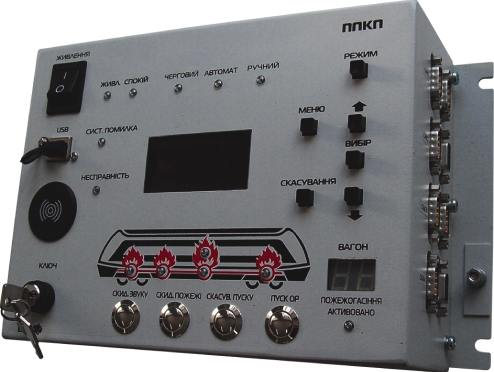 ППКП
ЖИВЛЕННЯ
ЖИВЛ. СПОКІЙ ЧЕРГОВИЙ АВТОМАТ РУЧНИЙ
РЕЖИМ
USB
СИСТ. ПОМИЛКА
МЕНЮ
ВИБІР
НЕСПРАВНІСТЬ
СКАСУВАННЯ
КЛЮЧ
ВАГОН
СКИД. ЗВУКУ СКИД. ПОЖЕЖІ СКАСУВ. ПУСКУ ПУСК ОР
ПОЖЕЖОГАСІННЯ
АКТИВОВАНО